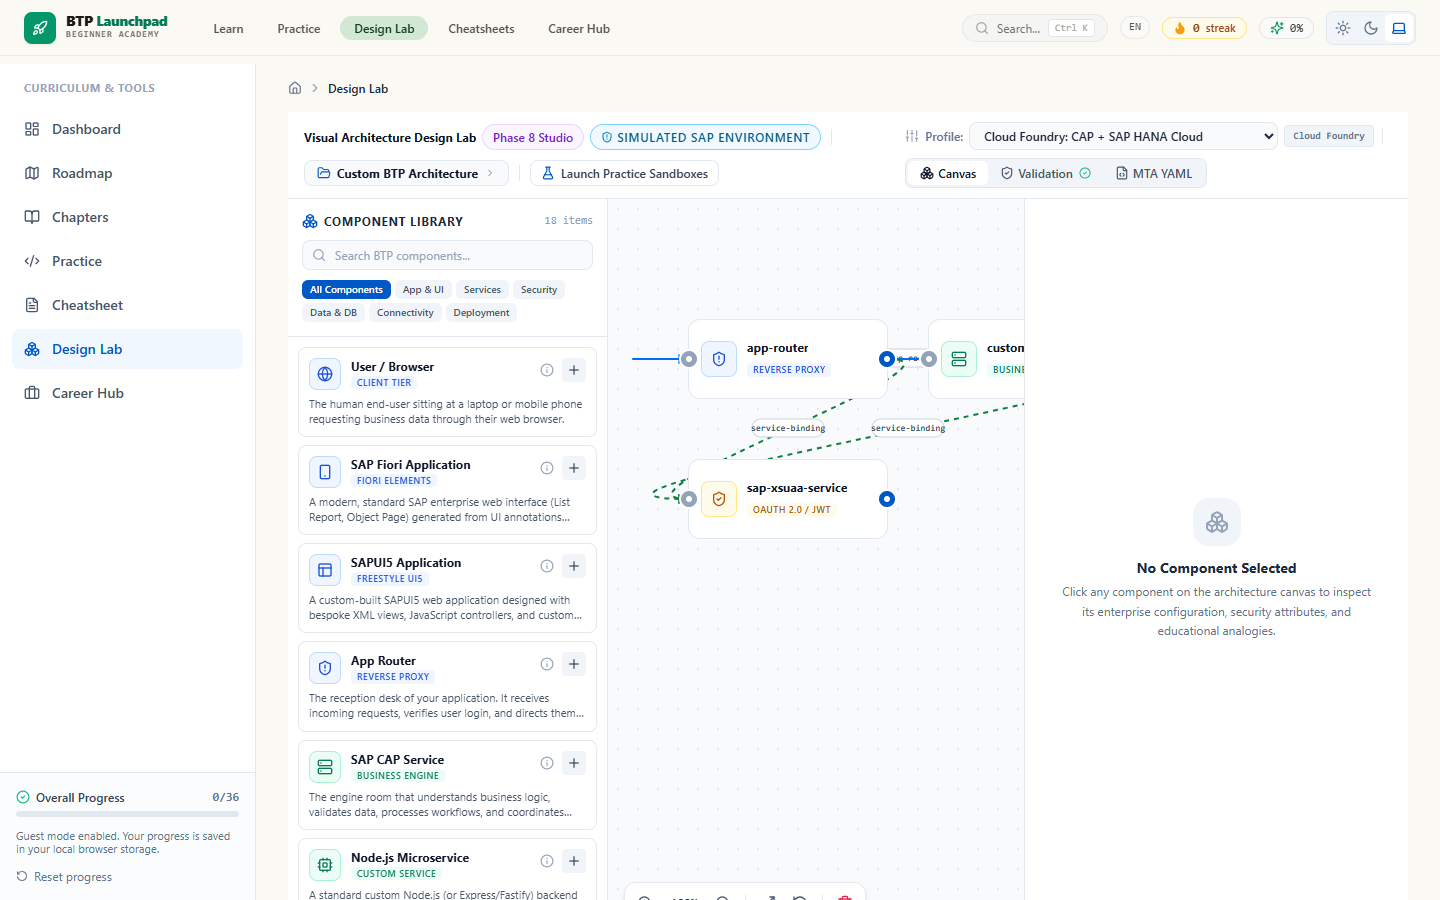 BTP Launchpad
BEGINNER ACADEMY
Learn
Practice
Design Lab
Cheatsheets
Career Hub
Search...
Ctrl K
EN
0 streak
0%
CURRICULUM & TOOLS
Dashboard
Roadmap
Chapters
Practice
Cheatsheet
Design Lab
Career Hub
Overall Progress
0/36
Guest mode enabled. Your progress is saved
in your local browser storage.
Reset progress
Design Lab
Visual Architecture Design Lab
Phase 8 Studio
SIMULATED SAP ENVIRONMENT
Profile:
Cloud Foundry: CAP + SAP HANA Cloud
Cloud Foundry
Custom BTP Architecture
Launch Practice Sandboxes
Canvas
Validation
MTA YAML
COMPONENT LIBRARY
18 items
Search BTP components...
All Components
App & UI
Services
Security
Data & DB
Connectivity
Deployment
User / Browser
CLIENT TIER
The human end-user sitting at a laptop or mobile phone
requesting business data through their web browser.
SAP Fiori Application
FIORI ELEMENTS
A modern, standard SAP enterprise web interface (List
Report, Object Page) generated from UI annotations...
SAPUI5 Application
FREESTYLE UI5
A custom-built SAPUI5 web application designed with
bespoke XML views, JavaScript controllers, and custom...
App Router
REVERSE PROXY
The reception desk of your application. It receives
incoming requests, verifies user login, and directs them...
SAP CAP Service
BUSINESS ENGINE
The engine room that understands business logic,
validates data, processes workflows, and coordinates...
Node.js Microservice
CUSTOM SERVICE
A standard custom Node.js (or Express/Fastify) backend
app-router
REVERSE PROXY
custom
BUSINE
service-binding
service-binding
sap-xsuaa-service
OAUTH 2.0 / JWT
No Component Selected
Click any component on the architecture canvas to inspect
its enterprise configuration, security attributes, and
educational analogies.